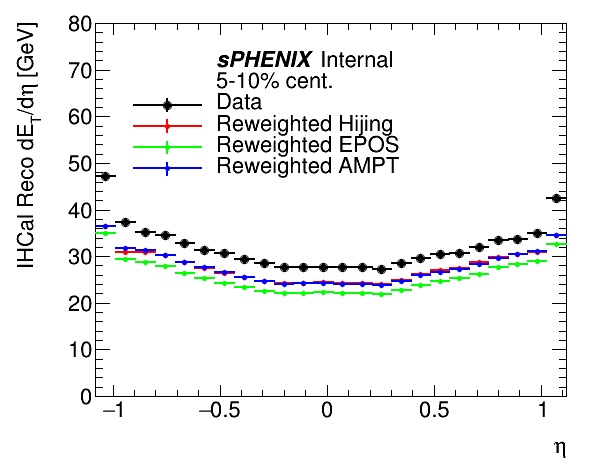 IHCal Reco dE_T/dη [GeV]
80
70
60
50
40
30
20
10
0
sPHENIX Internal
5-10% cent.
Data
Reweighted Hijing
Reweighted EPOS
Reweighted AMPT
−1
−0.5
0
0.5
1
η